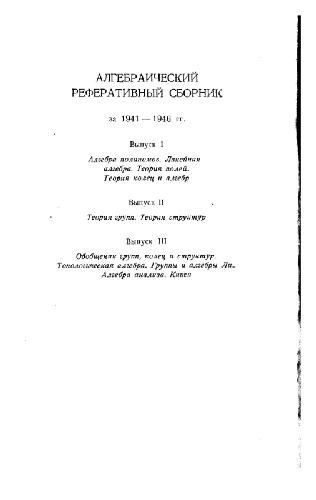 АЛГЕБРАИЧЕСКИЙ
РЕФЕРАТИВНЫЙ СБОРНИК
за 1941 — 1946 гг.
Выпуск I
Алгебра полиномов. Линейная
алгебра. Теория полей.
Теория колец и алгебр
Выпуск II
Теория групп. Теория структур
Выпуск III
Обобщения групп, колец и структур.
Топологическая алгебра. Группы и алгебры Ли.
Алгебра анализа. Книги